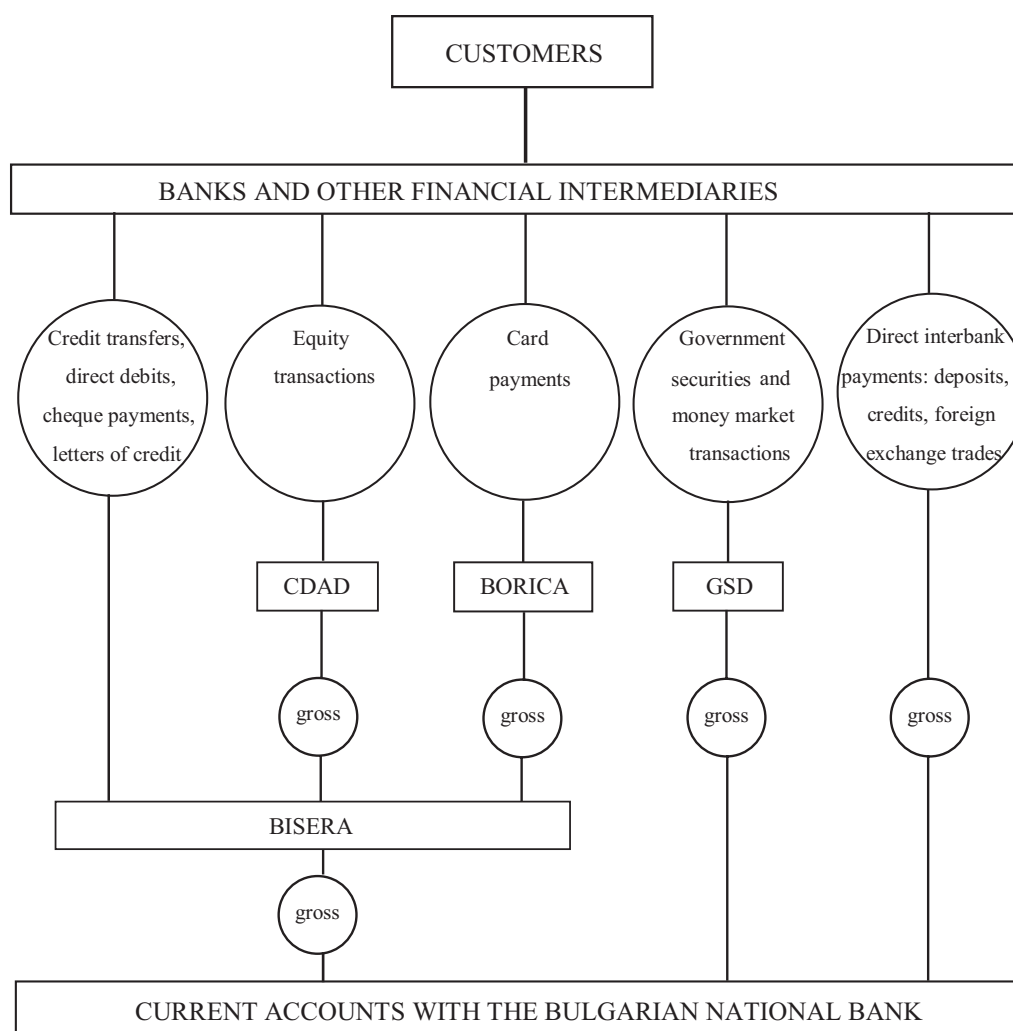 CUSTOMERS
BANKS AND OTHER FINANCIAL INTERMEDIARIES
Credit transfers,
direct debits,
cheque payments,
letters of credit
Equity
transactions
Card
payments
Government
securities and
money market
transactions
Direct interbank
payments: deposits,
credits, foreign
exchange trades
CDAD
BORICA
GSD
gross
gross
gross
gross
BISERA
gross
CURRENT ACCOUNTS WITH THE BULGARIAN NATIONAL BANK